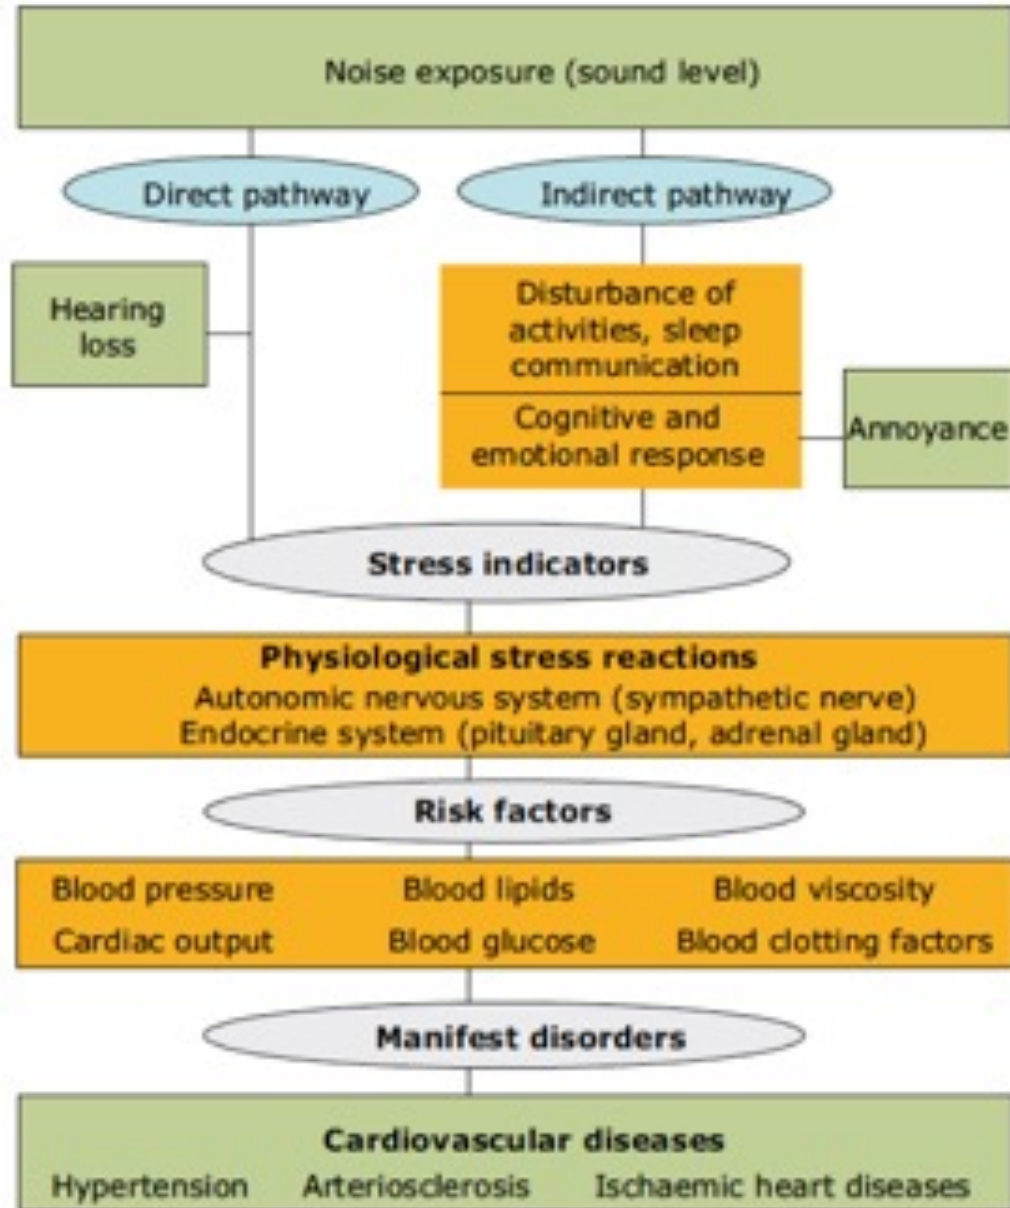 Noise exposure (sound level)
Direct pathway
Indirect pathway
Hearing
loss
Disturbance of
activities, sleep
communication
Cognitive and
emotional response
Annoyance
Stress indicators
Physiological stress reactions
Autonomic nervous system (sympathetic nerve)
Endocrine system (pituitary gland, adrenal gland)
Risk factors
Blood pressure Blood lipids Blood viscosity
Cardiac output Blood glucose Blood clotting factors
Manifest disorders
Cardiovascular diseases
Hypertension Arteriosclerosis Ischaemic heart diseases